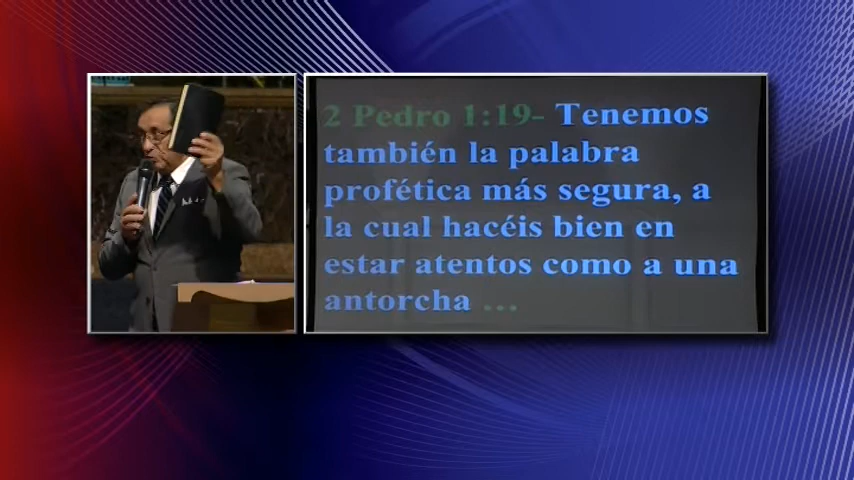 2 Pedro 1:19- Tenemos
también la palabra
profética más segura, a
la cual hacéis bien en
estar atentos como a una
antorcha ...